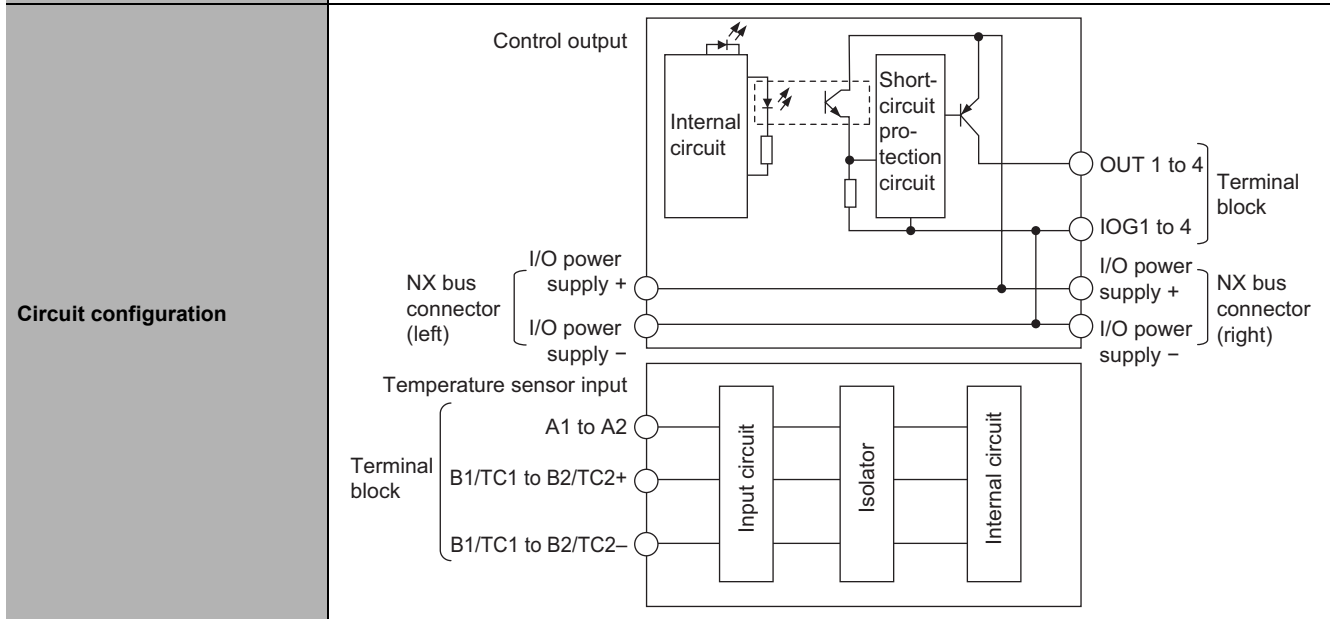 Circuit configuration
Control output
Internal
circuit
Short-
circuit
pro-
tection
circuit
OUT 1 to 4
IOG1 to 4
Terminal
block
NX bus
connector
(left)
I/O power
supply +
I/O power
supply −
I/O power
supply +
I/O power
supply −
NX bus
connector
(right)
Temperature sensor input
Terminal
block
A1 to A2
B1/TC1 to B2/TC2+
B1/TC1 to B2/TC2–
Input circuit
Isolator
Internal circuit